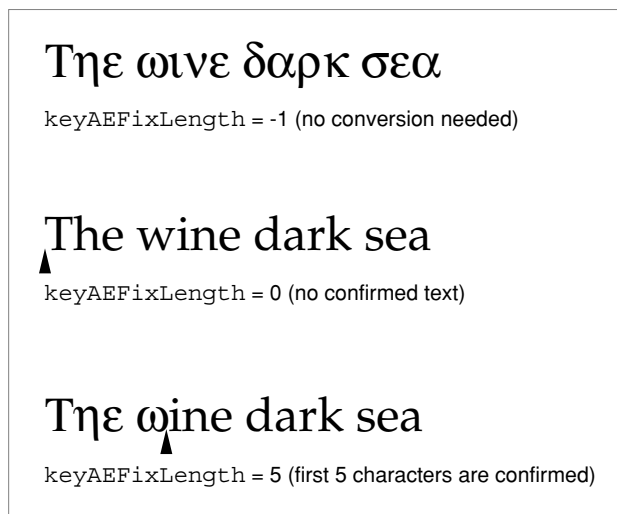 Τηε ωινε δαρκ σεα
keyAEFixLength = -1 (no conversion needed)
The wine dark sea
keyAEFixLength = 0 (no confirmed text)
Τηε ωine dark sea
keyAEFixLength = 5 (first 5 characters are confirmed)